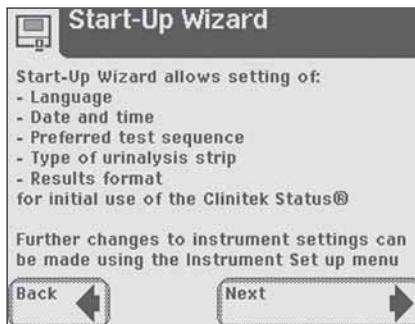 Start-Up Wizard
Start-Up Wizard allows setting of:
- Language
- Date and time
- Preferred test sequence
- Type of urinalysis strip
- Results format
for initial use of the Clinitek Status®
Further changes to instrument settings can
be made using the Instrument Set up menu
Back
Next